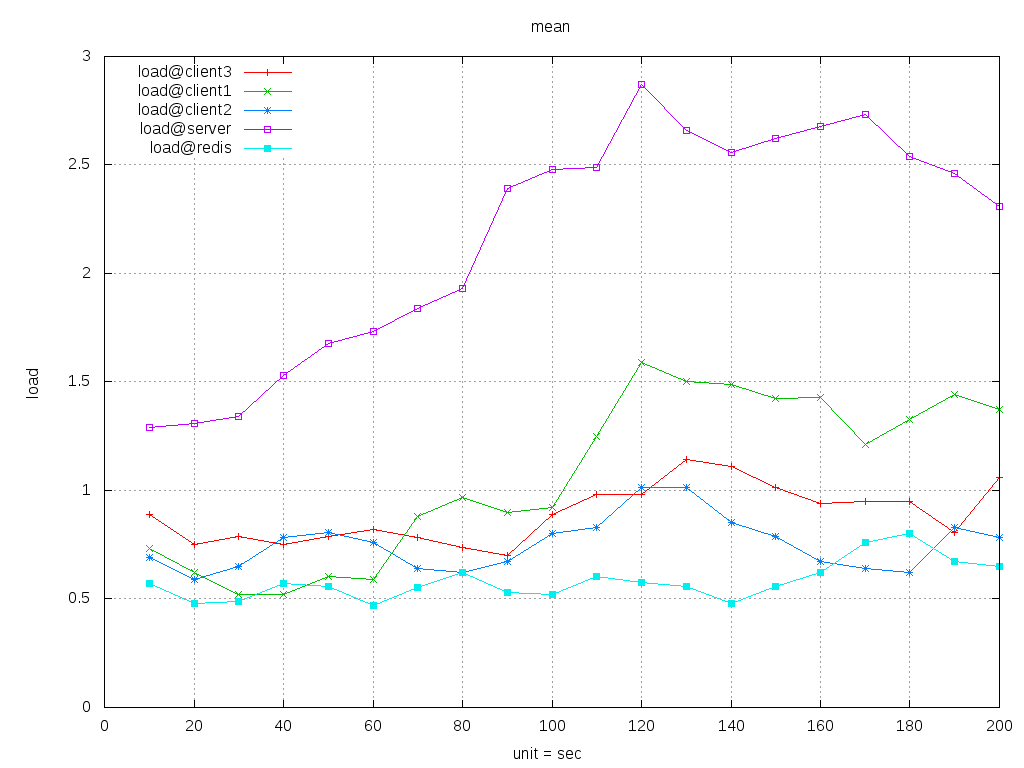 mean
3
load@client3
load@client1
load@client2
load@server
load@redis
2.5
2
1.5
load
1
0.5
0
0 20 40 60 80 100 120 140 160 180 200
unit = sec